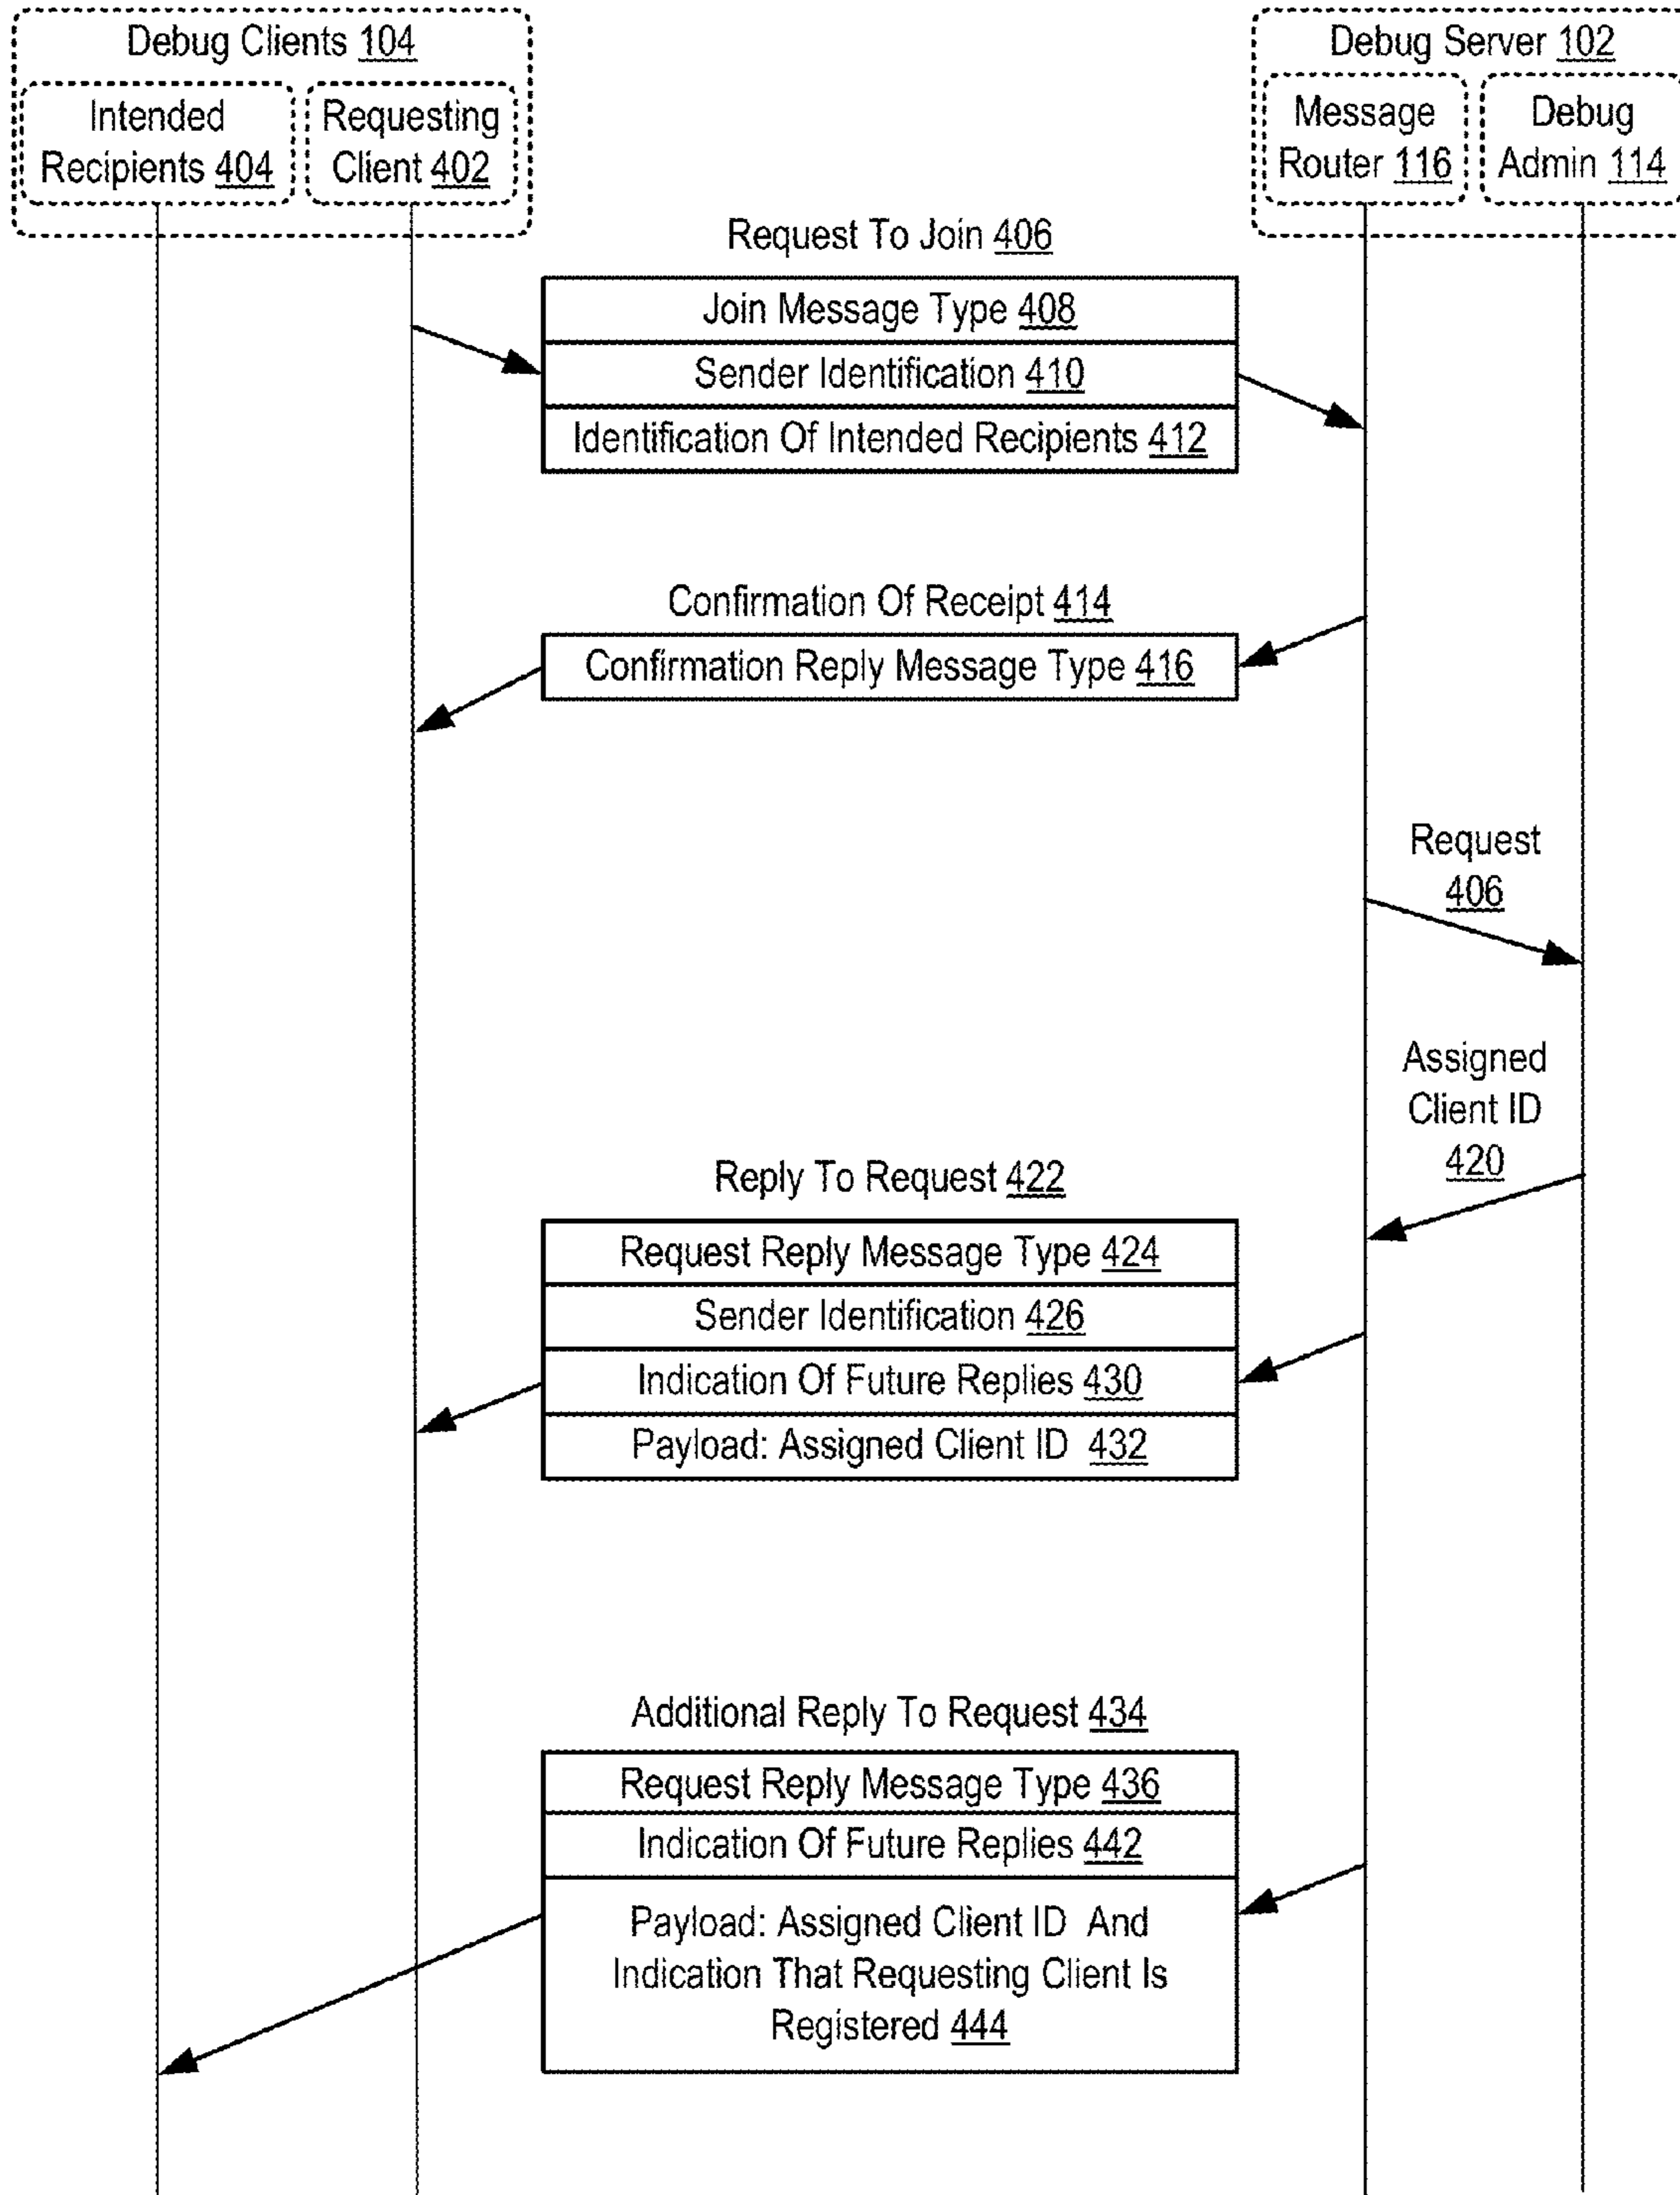 Debug Clients 104
Intended
Recipients 404
Requesting
Client 402
Debug Server 102
Message
Router 116
Debug
Admin 114
Request To Join 406
Join Message Type 408
Sender Identification 410
Identification Of Intended Recipients 412
Confirmation Of Receipt 414
Confirmation Reply Message Type 416
Request
406
Assigned
Client ID
420
Reply To Request 422
Request Reply Message Type 424
Sender Identification 426
Indication Of Future Replies 430
Payload: Assigned Client ID 432
Additional Reply To Request 434
Request Reply Message Type 436
Indication Of Future Replies 442
Payload: Assigned Client ID And
Indication That Requesting Client Is
Registered 444